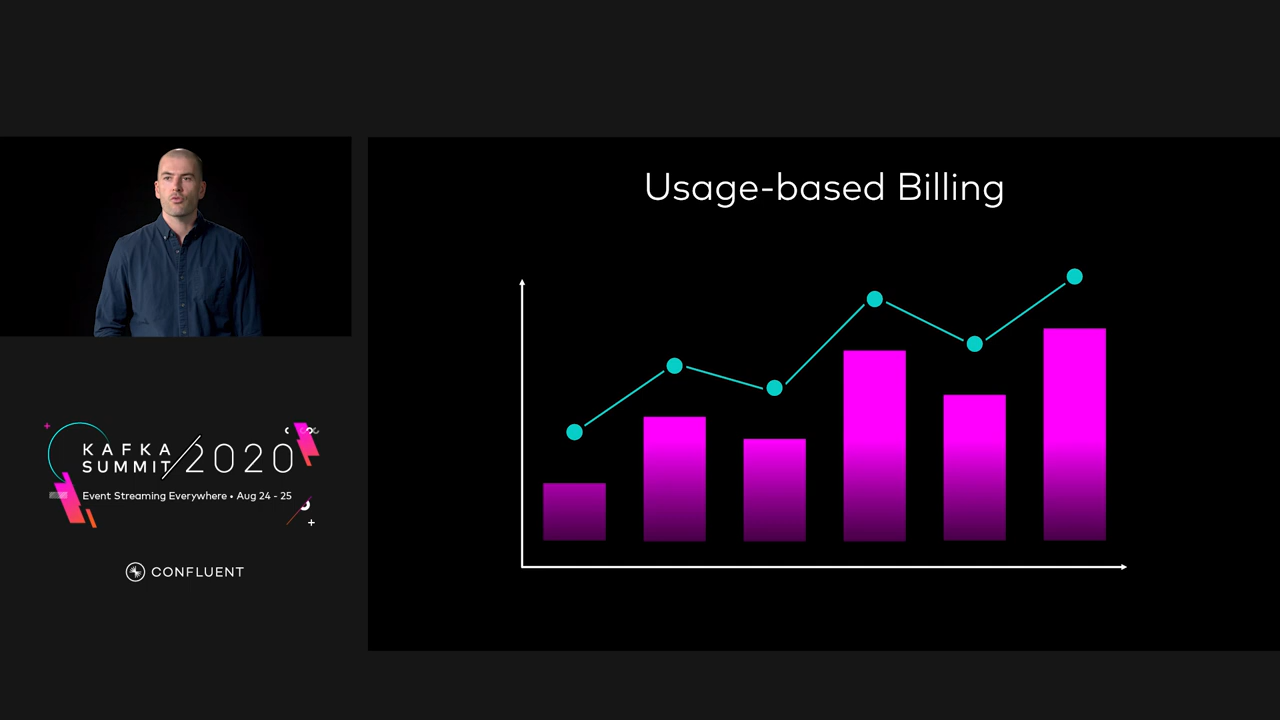 Usage-based Billing
KAFKA
SUMMIT
2020
Event Streaming Everywhere • Aug 24 - 25
CONFLUENT